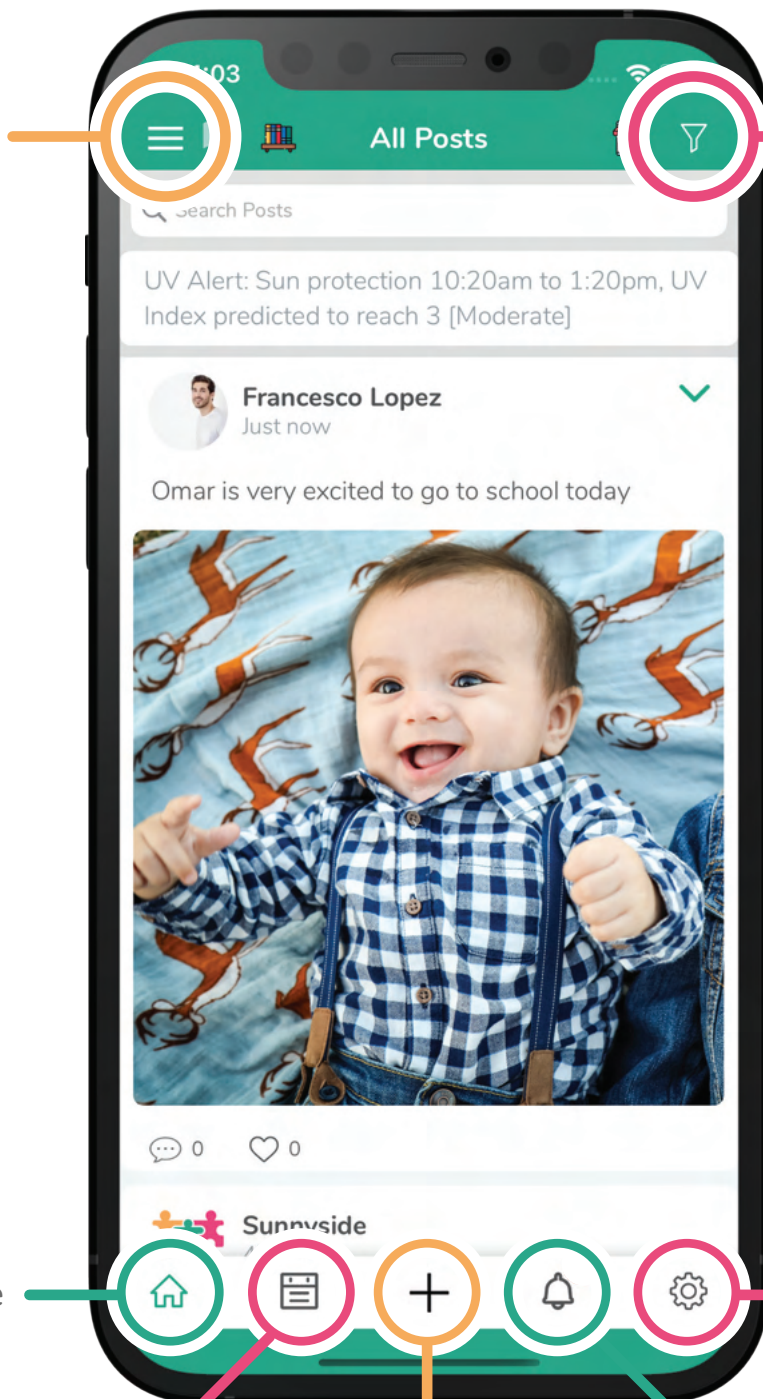 :03
All Posts
Search Posts
UV Alert: Sun protection 10:20am to 1:20pm, UV
Index predicted to reach 3 [Moderate]
Francesco Lopez
Just now
Omar is very excited to go to school today
0 0
Sunnyside
e